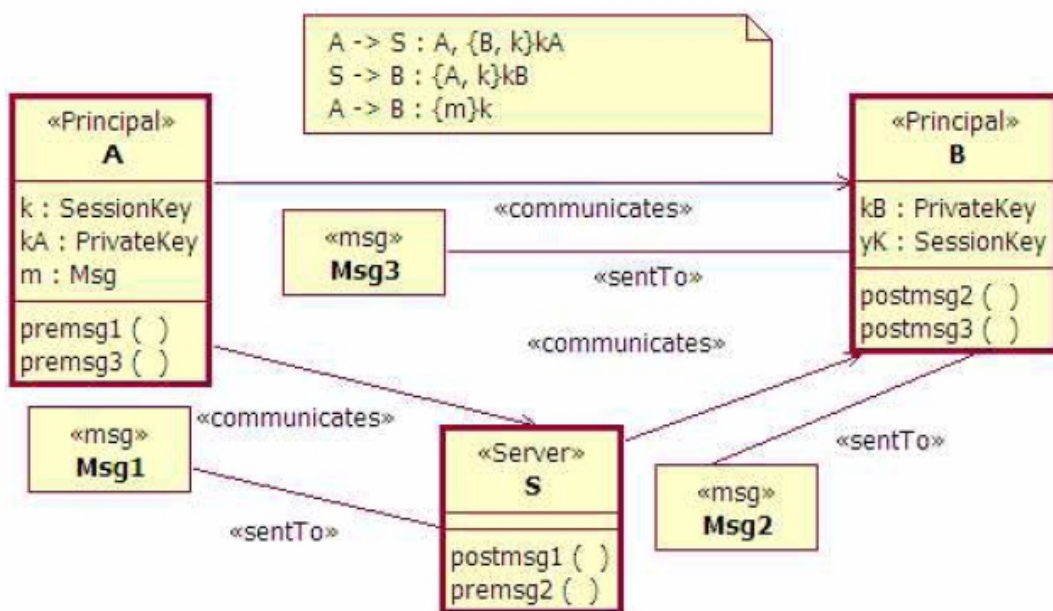 A -> S : A, {B, k}kA
S -> B : {A, k}kB
A -> B : {m}k
«Principal»
A
k : SessionKey
kA : PrivateKey
m : Msg
premsg1 ( )
premsg3 ( )
«Principal»
B
kB : PrivateKey
yK : SessionKey
postmsg2 ( )
postmsg3 ( )
«communicates»
«msg»
Msg3
«sentTo»
«communicates»
«communicates»
«msg»
Msg1
«sentTo»
«Server»
S
postmsg1 ( )
premsg2 ( )
«sentTo»
«msg»
Msg2